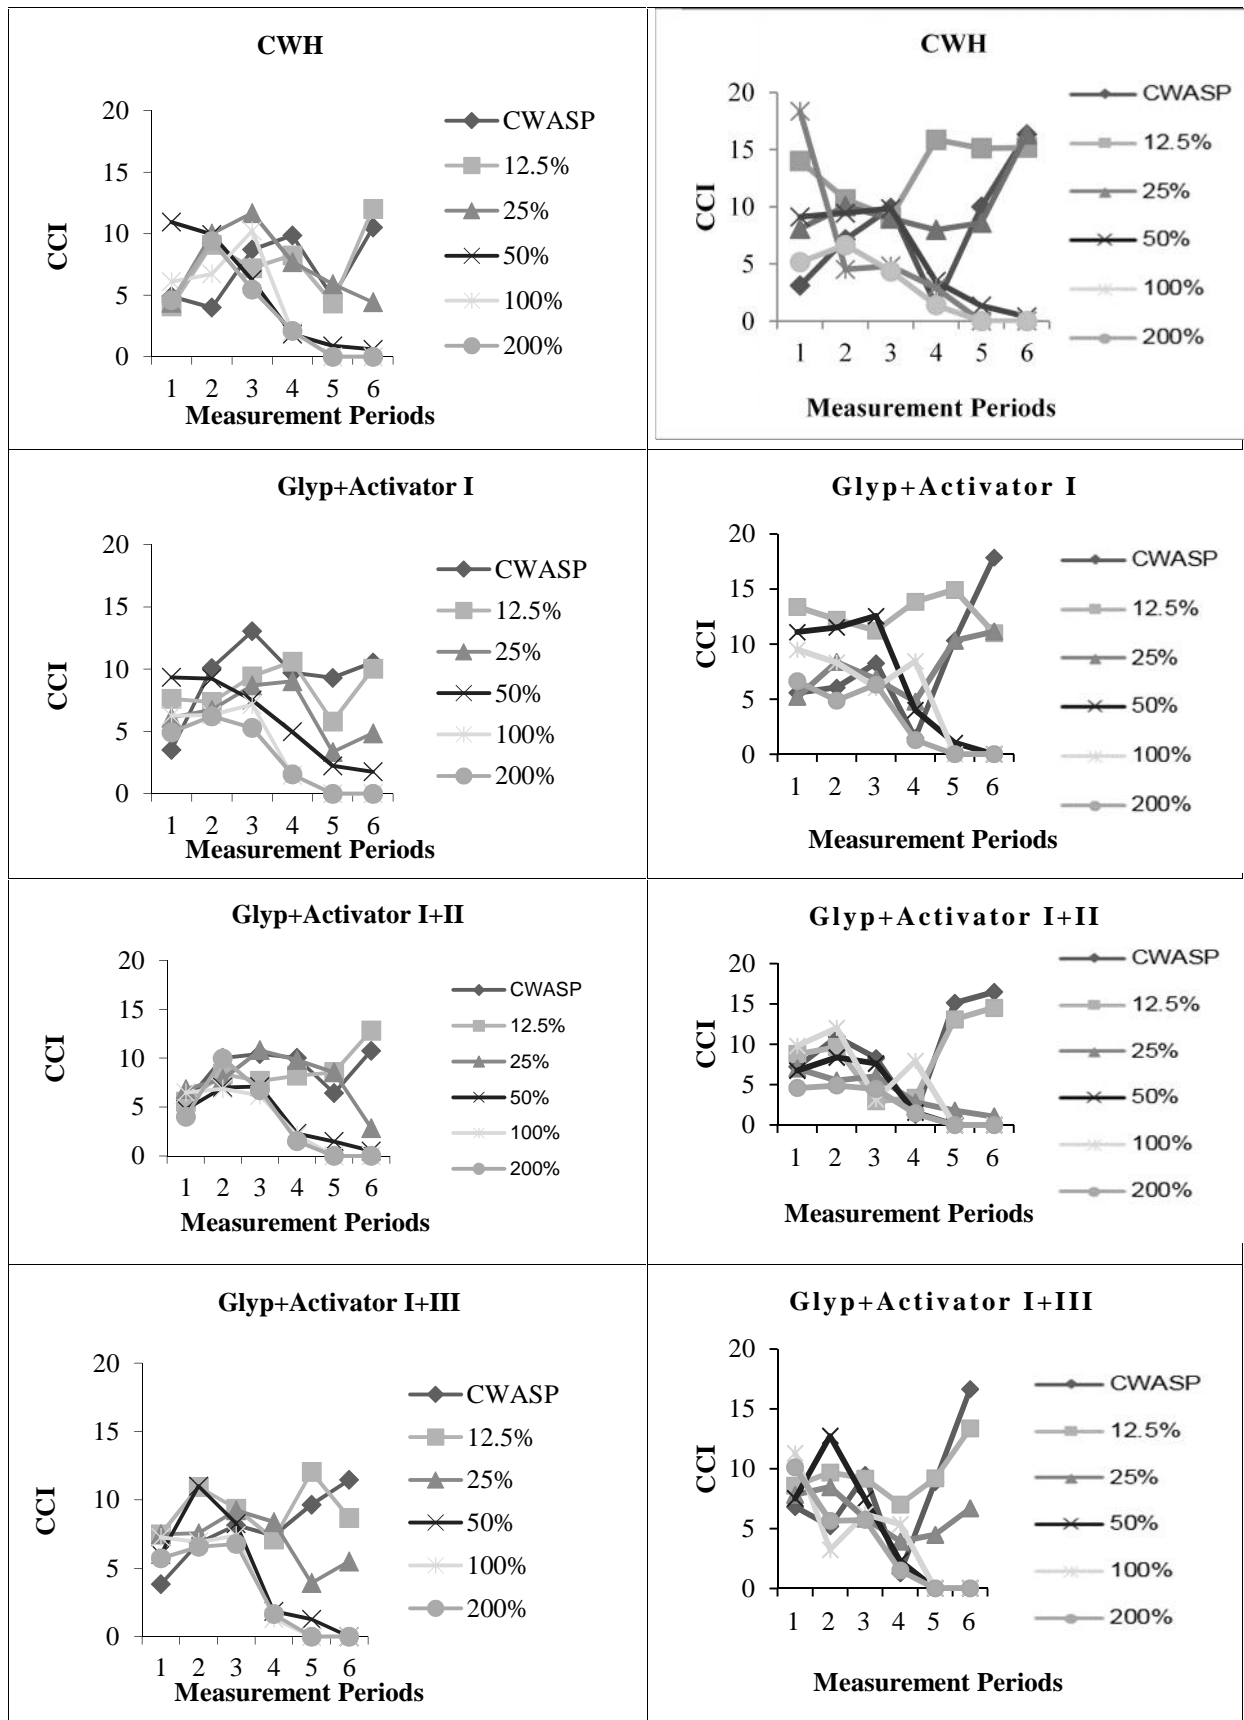 CWH
20
15
10
5
0
CCI
1 2 3 4 5 6
Measurement Periods
CWASP
12.5%
25%
50%
100%
200%
CWH
20
15
10
5
0
CCI
1 2 3 4 5 6
Measurement Periods
CWASP
12.5%
25%
50%
100%
200%
Glyp+Activator I
20
15
10
5
0
CCI
1 2 3 4 5 6
Measurement Periods
CWASP
12.5%
25%
50%
100%
200%
Glyp+Activator I
20
15
10
5
0
CCI
1 2 3 4 5 6
Measurement Periods
CWASP
12.5%
25%
50%
100%
200%
Glyp+Activator I+II
20
15
10
5
0
CCI
1 2 3 4 5 6
Measurement Periods
CWASP
12.5%
25%
50%
100%
200%
Glyp+Activator I+II
20
15
10
5
0
CCI
1 2 3 4 5 6
Measurement Periods
CWASP
12.5%
25%
50%
100%
200%
Glyp+Activator I+III
20
15
10
5
0
CCI
1 2 3 4 5 6
Measurement Periods
CWASP
12.5%
25%
50%
100%
200%
Glyp+Activator I+III
20
15
10
5
0
CCI
1 2 3 4 5 6
Measurement Periods
CWASP
12.5%
25%
50%
100%
200%